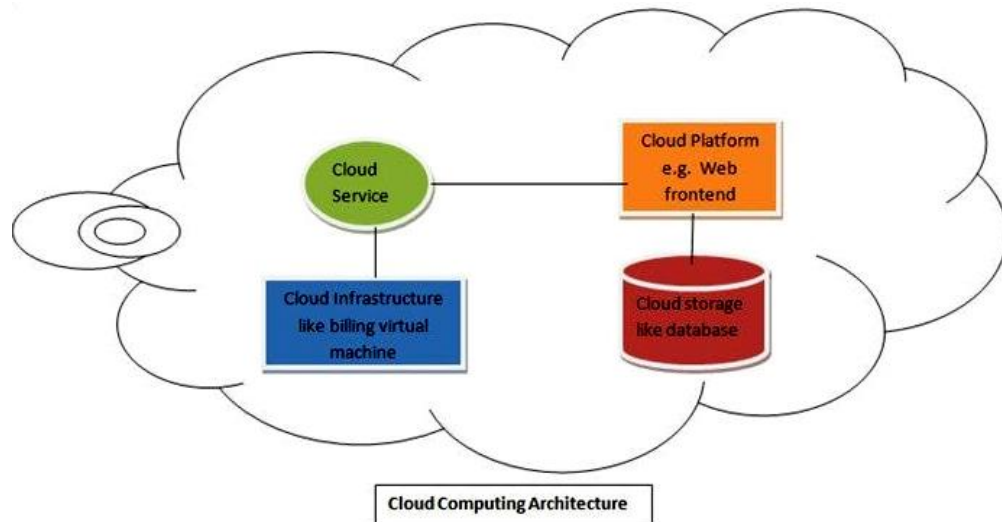 Cloud
Service
Cloud Platform
e.g. Web
frontend
Cloud Infrastructure
like billing virtual
machine
Cloud storage
like database
Cloud Computing Architecture